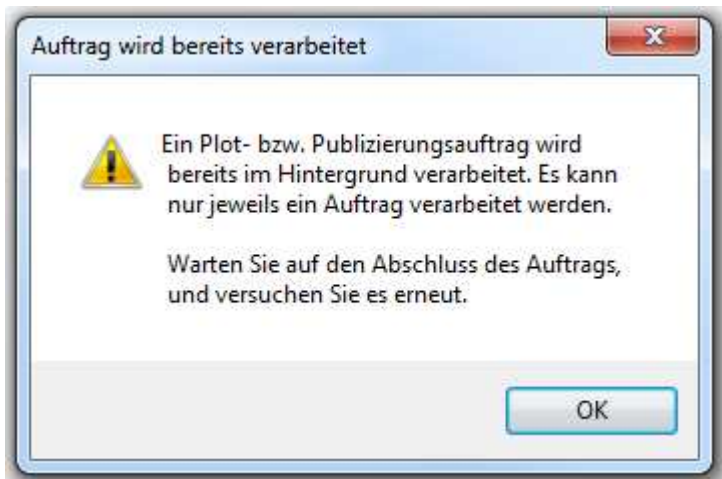 Auftrag wird bereits verarbeitet
Ein Plot- bzw. Publizierungsauftrag wird
bereits im Hintergrund verarbeitet. Es kann
nur jeweils ein Auftrag verarbeitet werden.
Warten Sie auf den Abschluss des Auftrags,
und versuchen Sie es erneut.
OK